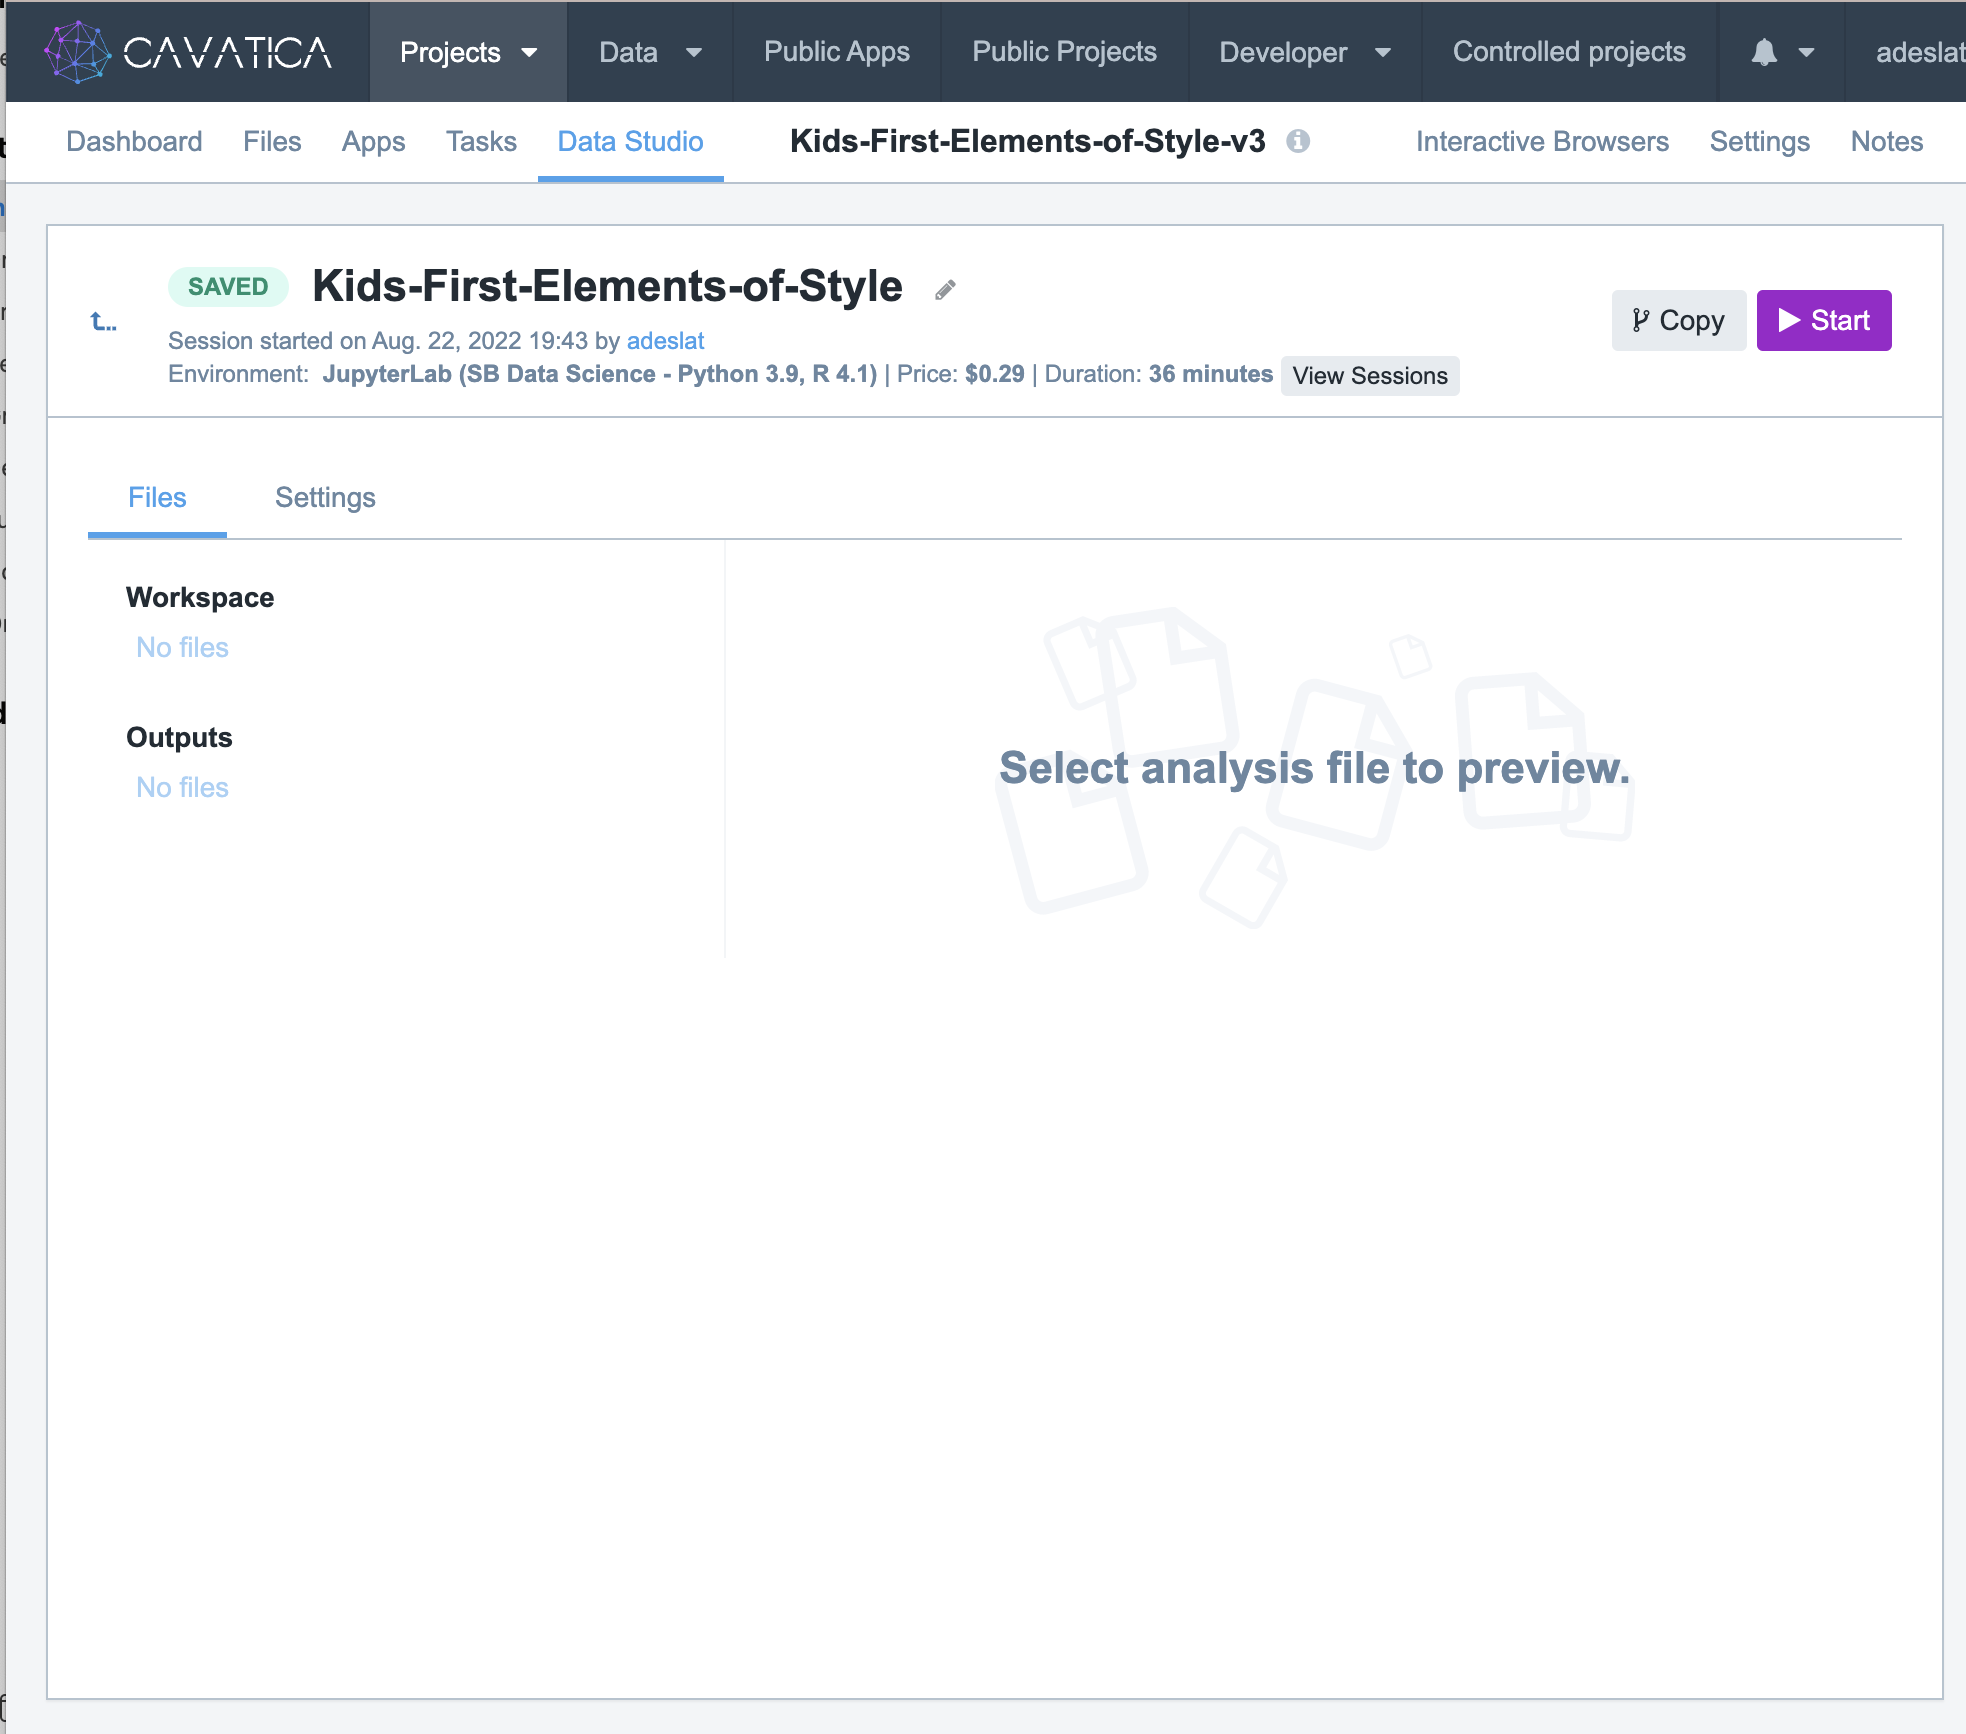 CAVATICA Projects Data Public Apps Public Projects Developer Controlled projects adeslat
Dashboard Files Apps Tasks Data Studio Kids-First-Elements-of-Style-v3 Interactive Browsers Settings Notes
SAVED Kids-First-Elements-of-Style
Session started on Aug. 22, 2022 19:43 by adeslat
Environment: JupyterLab (SB Data Science - Python 3.9, R 4.1) | Price: $0.29 | Duration: 36 minutes View Sessions
Copy Start
Files Settings
Workspace
No files
Outputs
No files
Select analysis file to preview.